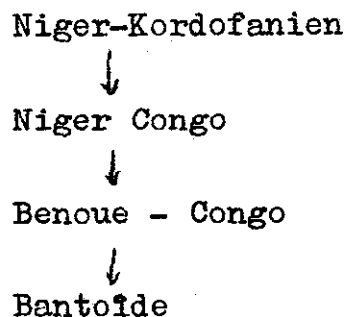 Niger-Kordofanien
↓
Niger Congo
↓
Benoue - Congo
↓
Bantoïde